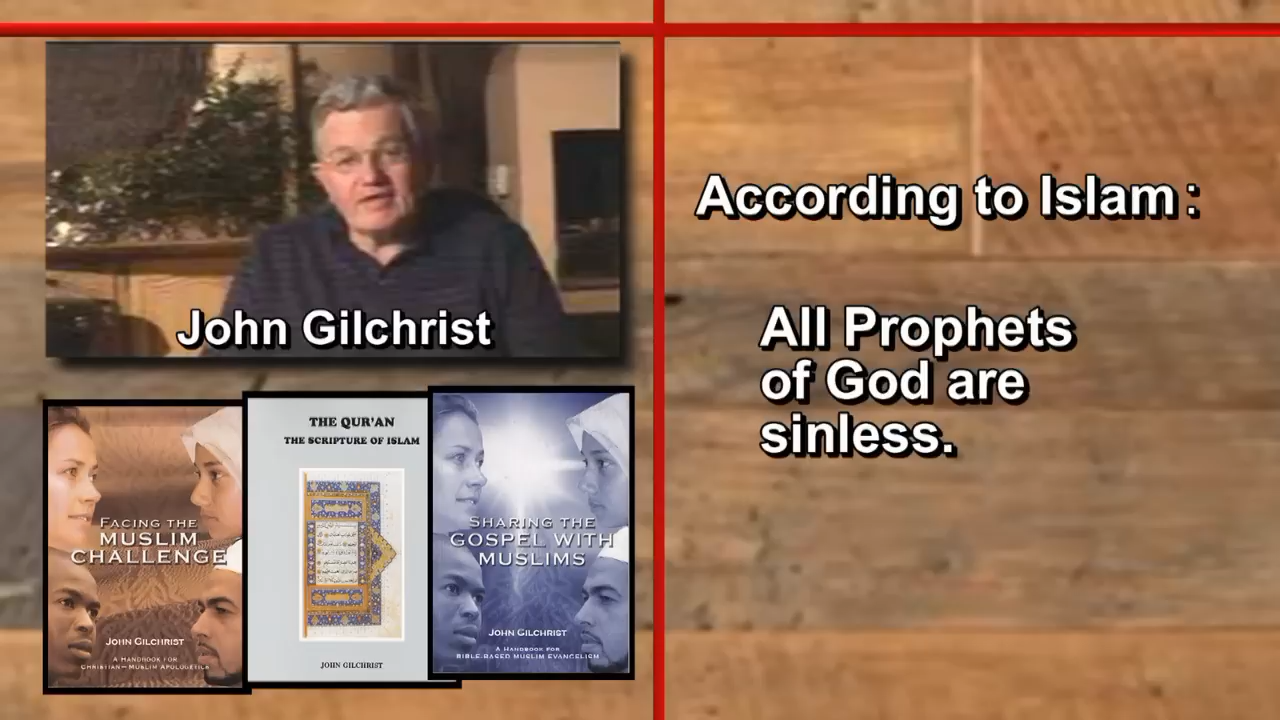 John Gilchrist
According to Islam:
All Prophets
of God are
sinless.
FACING THE
MUSLIM
CHALLENGE
JOHN GILCHRIST
A HANDBOOK FOR
CHRISTIAN-MUSLIM APOLOGETICS
THE QUR'AN
THE SCRIPTURE OF ISLAM
JOHN GILCHRIST
SHARING THE
GOSPEL WITH
MUSLIMS
JOHN GILCHRIST
A HANDBOOK FOR
BIBLE-BASED MUSLIM EVANGELISM